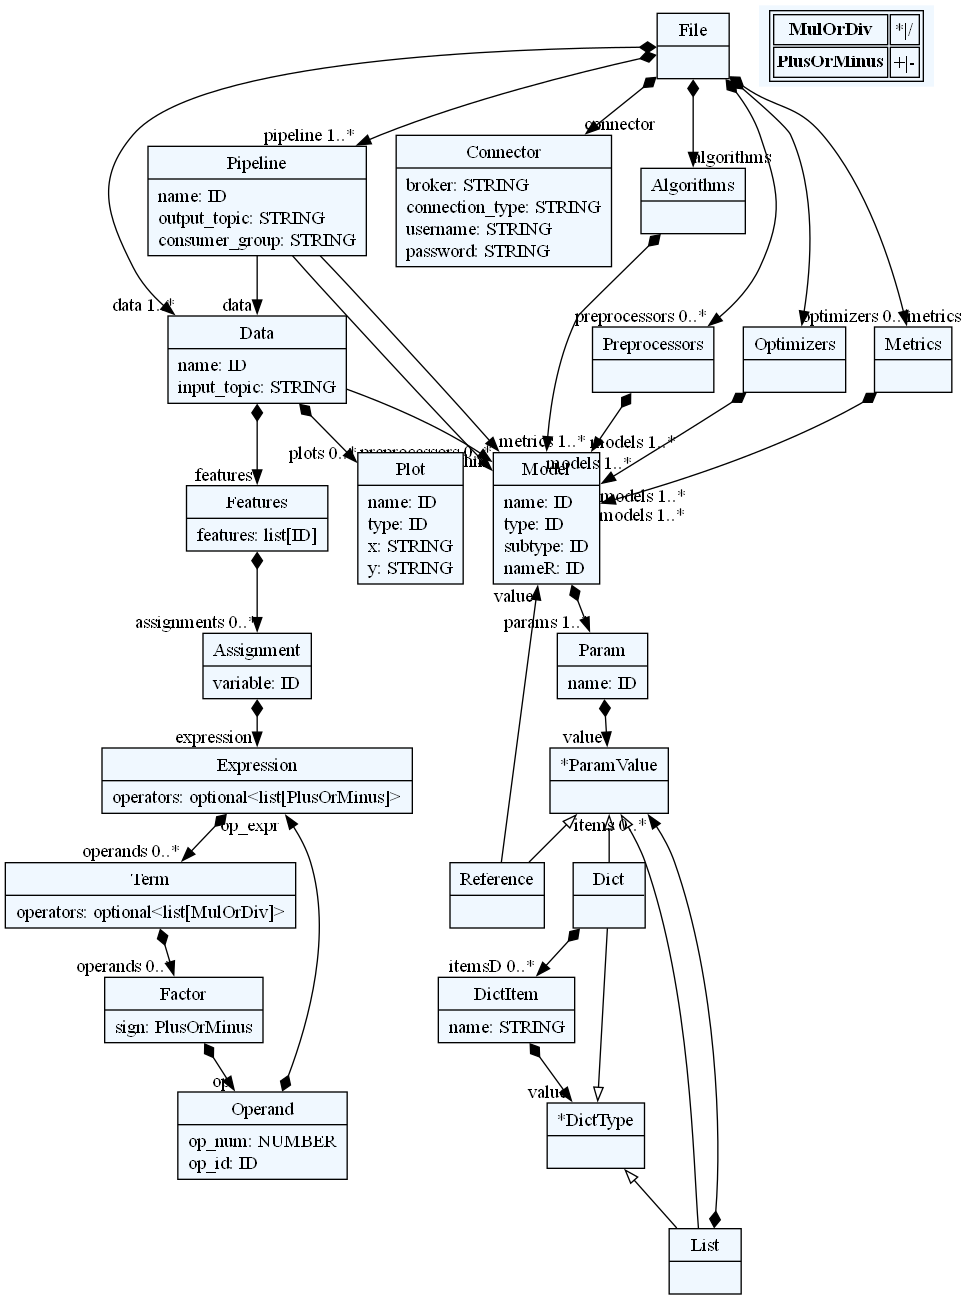 File
MulOrDiv *|/
PlusOrMinus +|-
pipeline 1..*
connector
algorithms
Pipeline
name: ID
output_topic: STRING
consumer_group: STRING
Connector
broker: STRING
connection_type: STRING
username: STRING
password: STRING
Algorithms
data 1..*
data
preprocessors 0..*
optimizers 0..
metrics
Data
name: ID
input_topic: STRING
Preprocessors
Optimizers
Metrics
plots 0..*
preprocessors 0..*
metrics 1..*
models 1..*
models 1..*
models 1..*
models 1..*
features
Features
features: list[ID]
Plot
name: ID
type: ID
x: STRING
y: STRING
Model
name: ID
type: ID
subtype: ID
nameR: ID
value
params 1..
assignments 0..*
Assignment
variable: ID
Param
name: ID
expression
value
Expression
operators: optional<list[PlusOrMinus]>
*ParamValue
op_expr
items 0..*
operands 0..*
Term
operators: optional<list[MulOrDiv]>
Reference
Dict
operands 0..
itemsD 0..*
Factor
sign: PlusOrMinus
DictItem
name: STRING
op
value
Operand
op_num: NUMBER
op_id: ID
*DictType
List